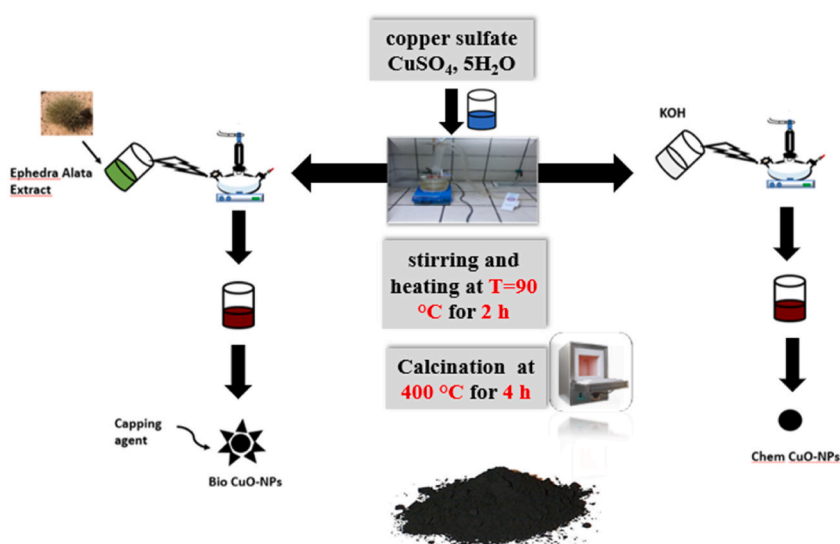 copper sulfate
CuSO₄, 5H₂O
KOH
Ephedra Alata
Extract
stirring and
heating at T=90
°C for 2 h
Calcination at
400 °C for 4 h
Capping
agent
Bio CuO-NPs
Chem CuO-NPs